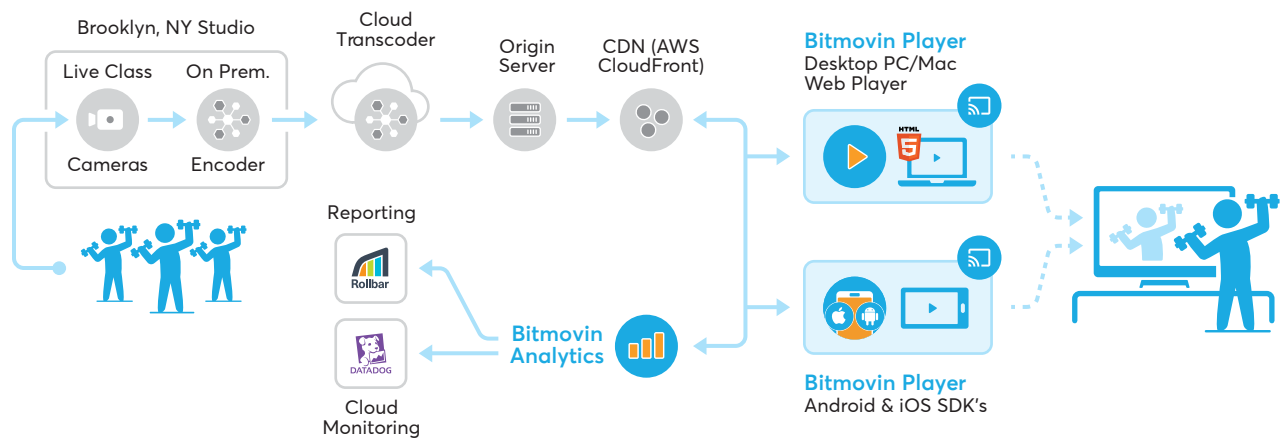 Brooklyn, NY Studio
Live Class
Cameras
On Prem.
Encoder
Cloud
Transcoder
Origin
Server
CDN (AWS
CloudFront)
Bitmovin Player
Desktop PC/Mac
Web Player
HTML
5
Reporting
Rollbar
DATADOG
Cloud
Monitoring
Bitmovin
Analytics
Bitmovin Player
Android & iOS SDK's